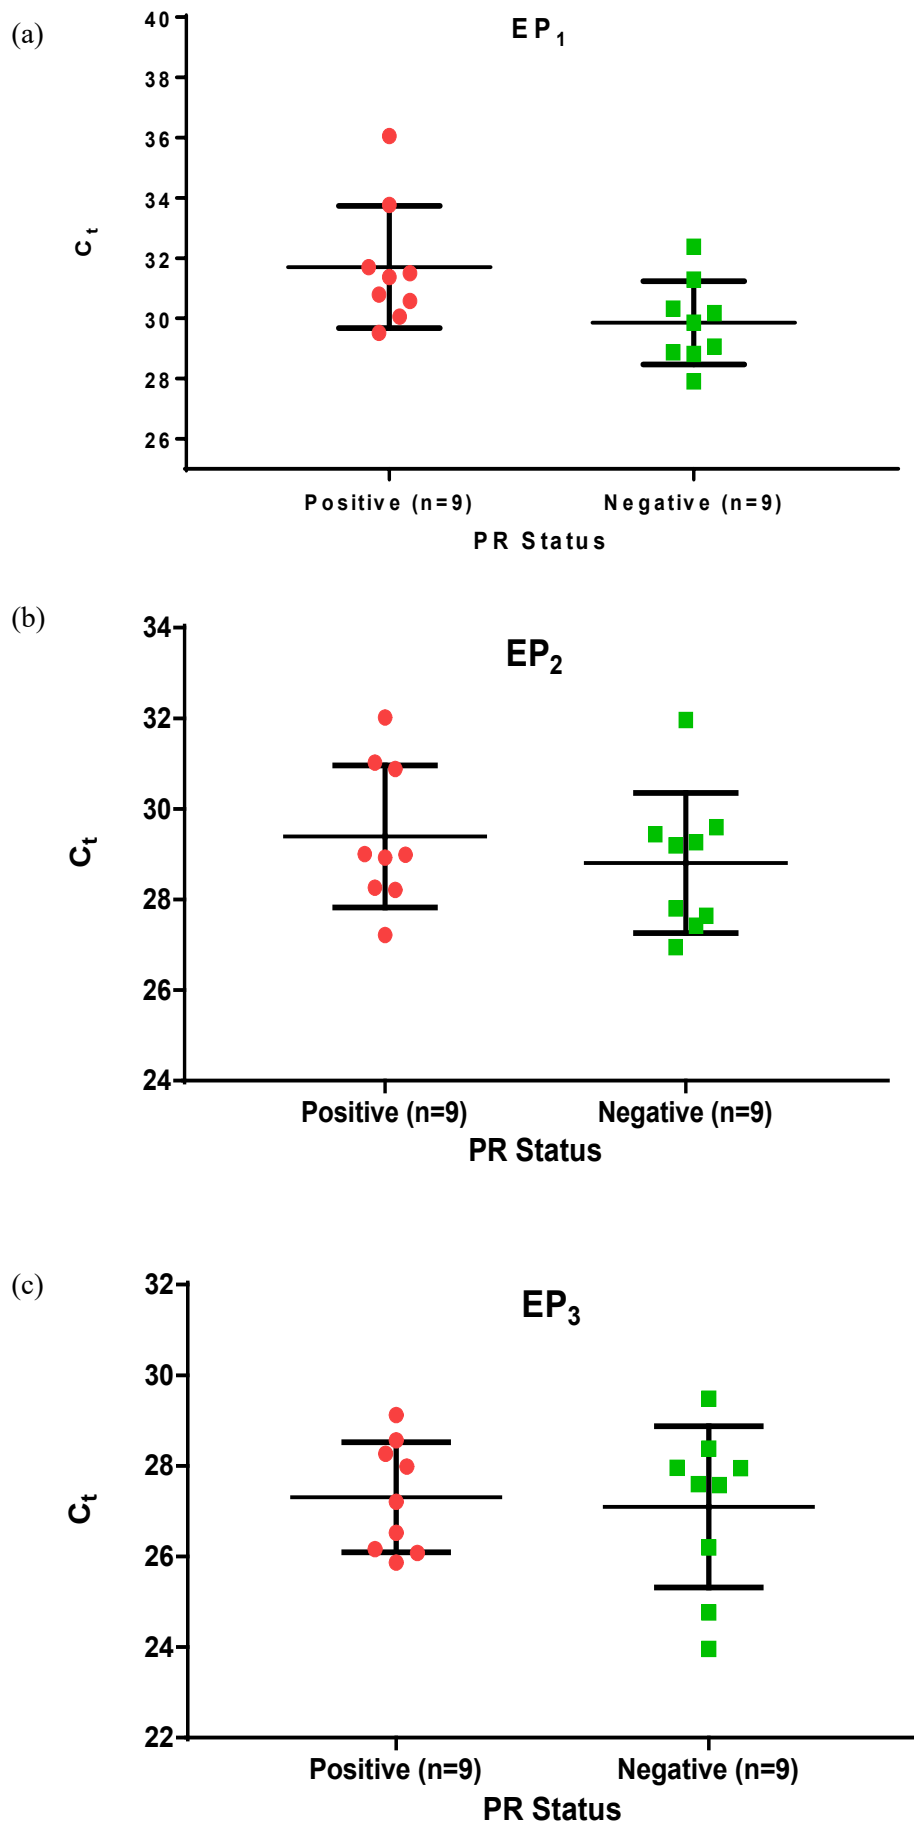 (a)
EP₁
40
38
36
34
32
30
28
26
Cₜ
Positive (n=9) Negative (n=9)
PR Status
(b)
EP₂
34
32
30
28
26
24
Cₜ
Positive (n=9) Negative (n=9)
PR Status
(c)
EP₃
32
30
28
26
24
22
Cₜ
Positive (n=9) Negative (n=9)
PR Status